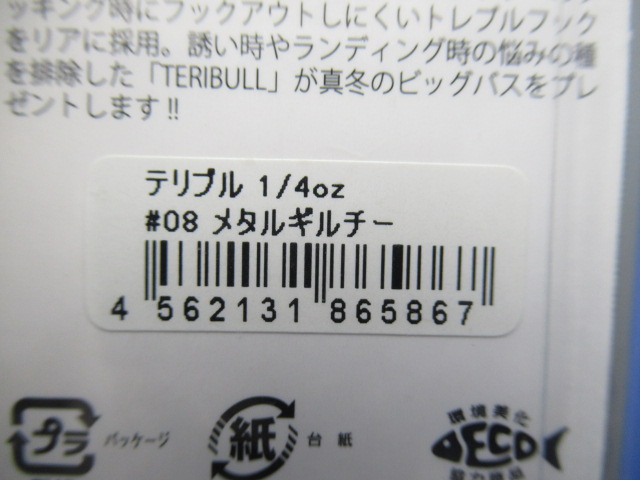 ッキング時にフックアウトしにくいトレブルフック
をリアに採用。誘い時やランディング時の悩みの種
を排除した「TERIBULL」が真冬のビッグバスをプレ
ゼントします!!
テリブル 1/4oz
#08 メタルギルチー
4 562131 865867
プラ パッケージ
紙 台紙
環境美化
ECO
協力商品